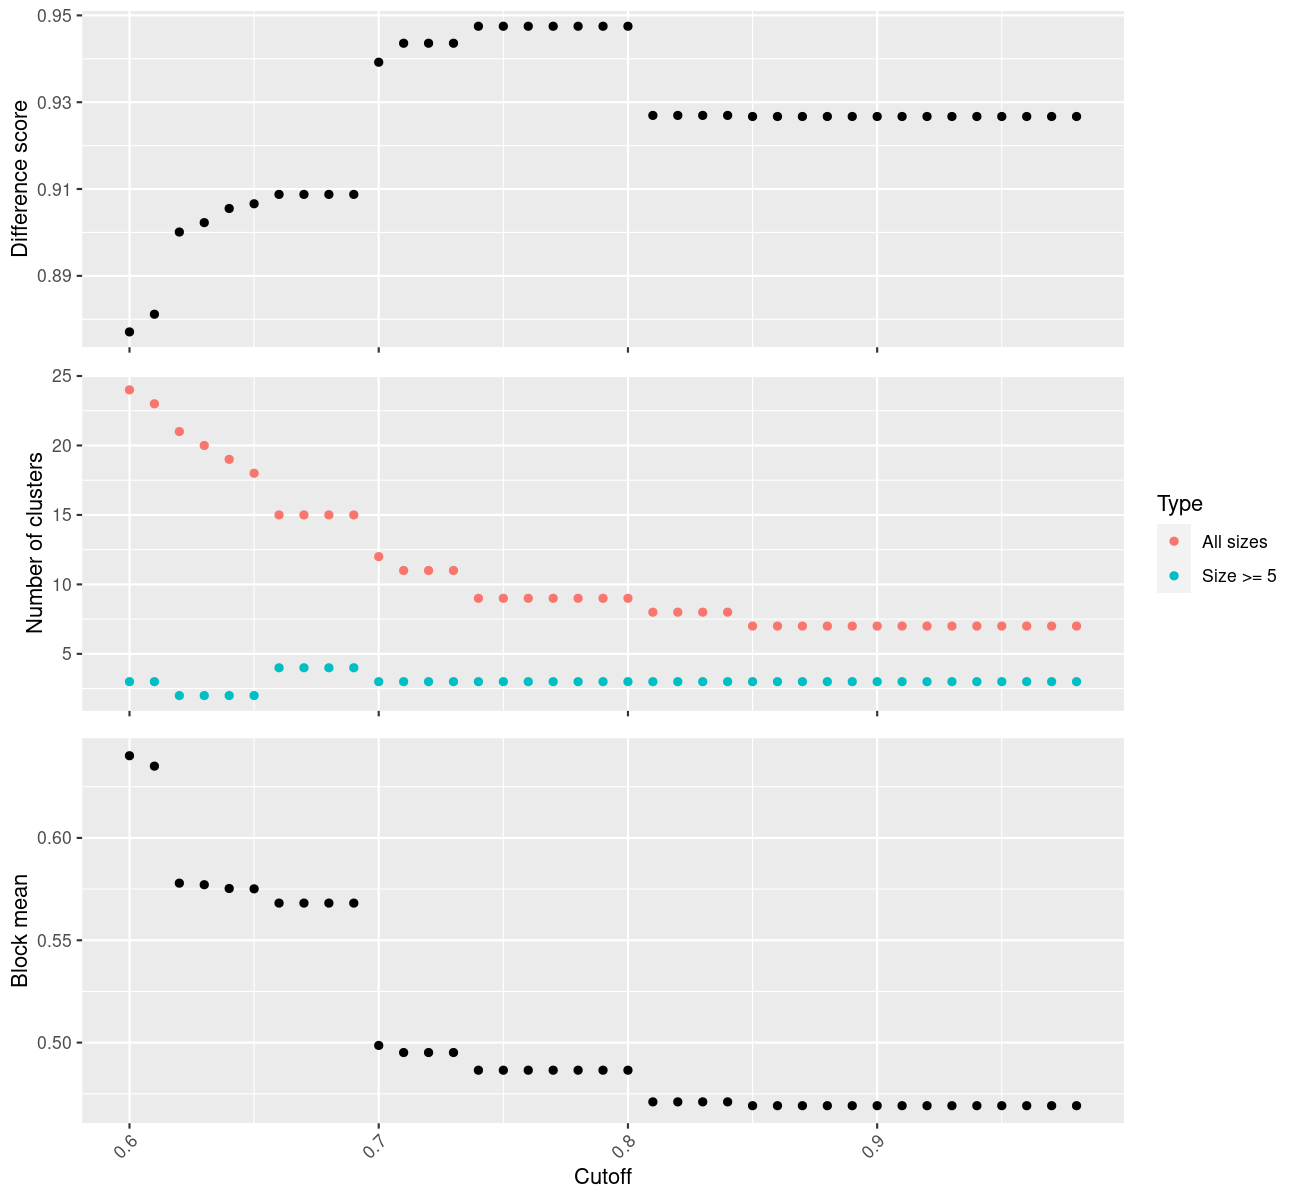 Difference score
0.95
0.93
0.91
0.89
Number of clusters
25
20
15
10
5
Type
All sizes
Size >= 5
Block mean
0.60
0.55
0.50
0.6
0.7
0.8
0.9
Cutoff